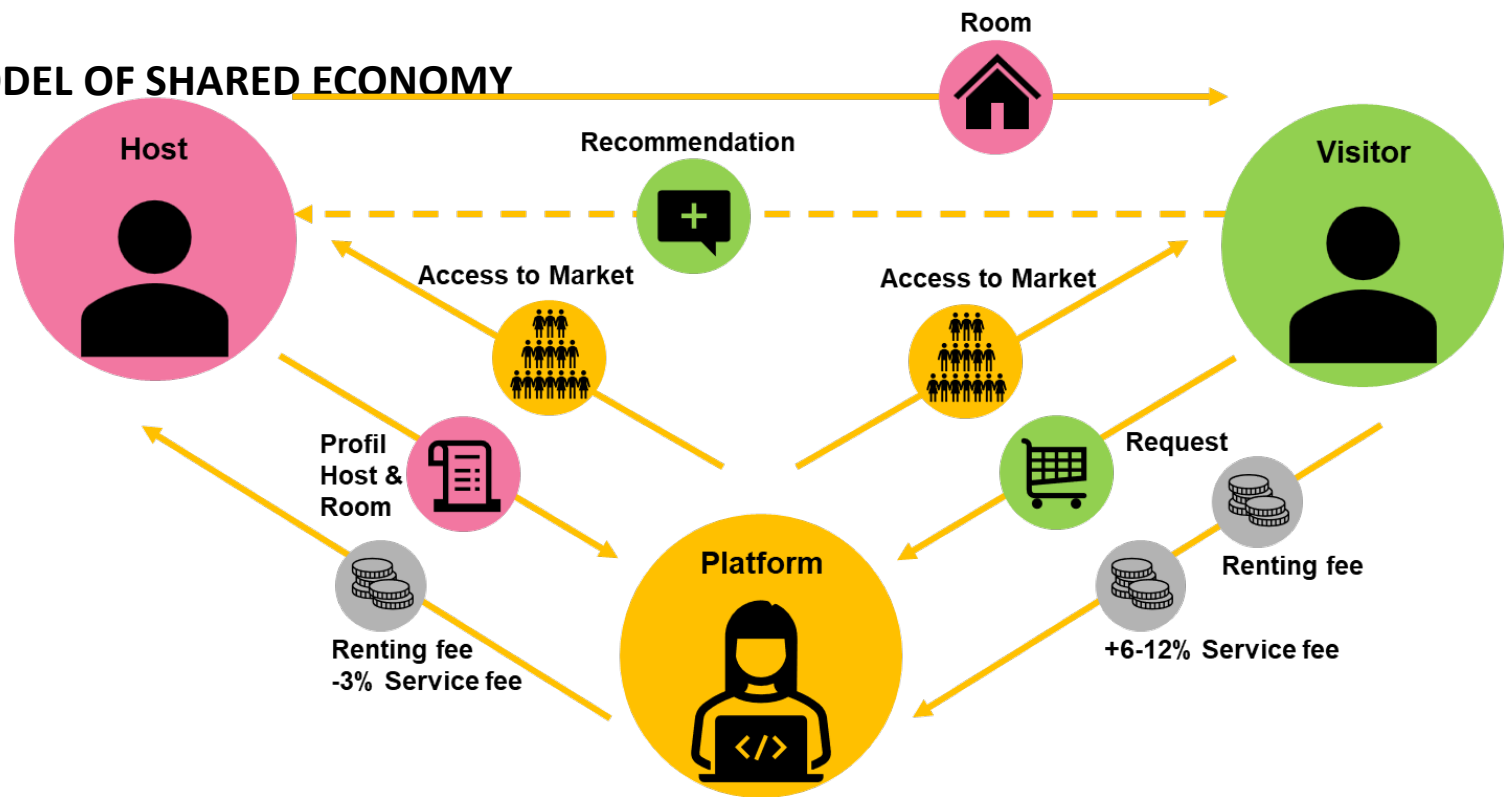 Room
ODEL OF SHARED ECONOMY
Host
Recommendation
Visitor
Access to Market
Access to Market
Profil
Host &
Room
Request
Platform
Renting fee
Renting fee
-3% Service fee
+6-12% Service fee
</>